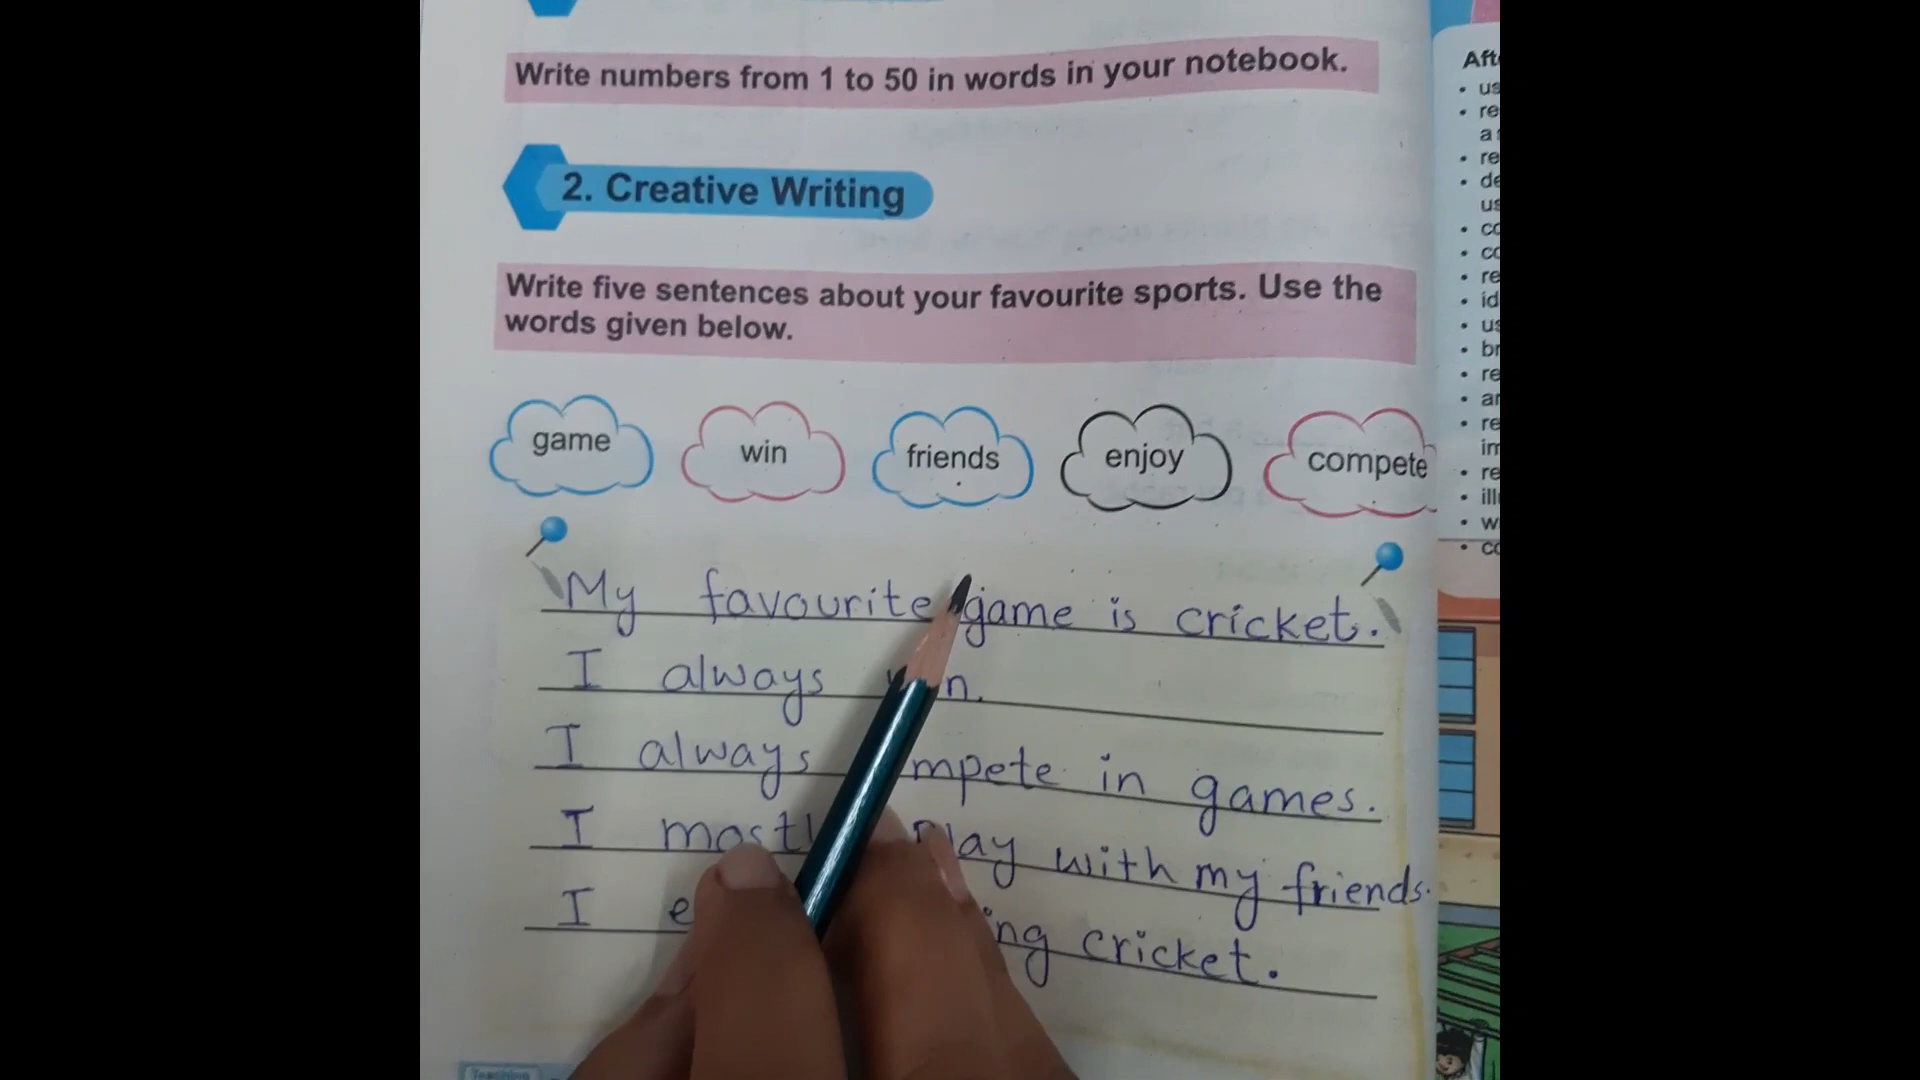 Write numbers from 1 to 50 in words in your notebook.
2. Creative Writing
Write five sentences about your favourite sports. Use the
words given below.
game win friends enjoy compete
My favourite game is cricket.
I always
I always in games.
I play with my friends.
I cricket.
Teaching